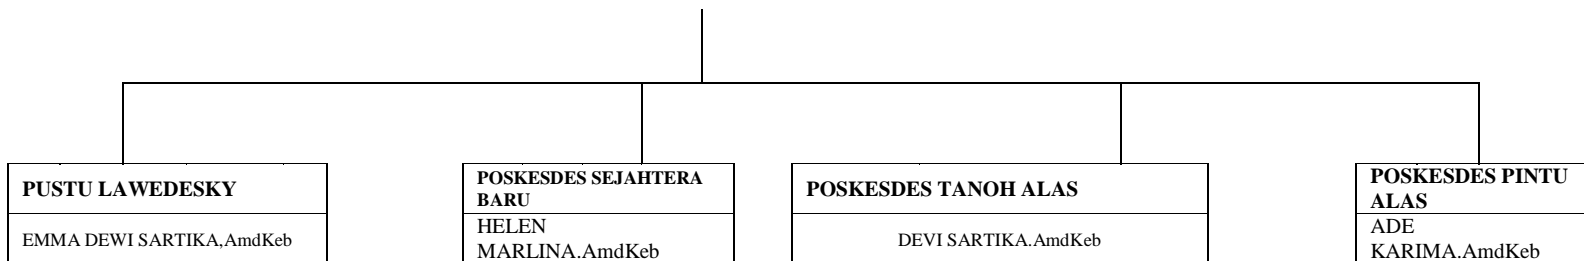 PUSTU LAWEDESKY
EMMA DEWI SARTIKA,AmdKeb
POSKESDES SEJAHTERA
BARU
HELEN
MARLINA.AmdKeb
POSKESDES TANOH ALAS
DEVI SARTIKA.AmdKeb
POSKESDES PINTU
ALAS
ADE
KARIMA.AmdKeb